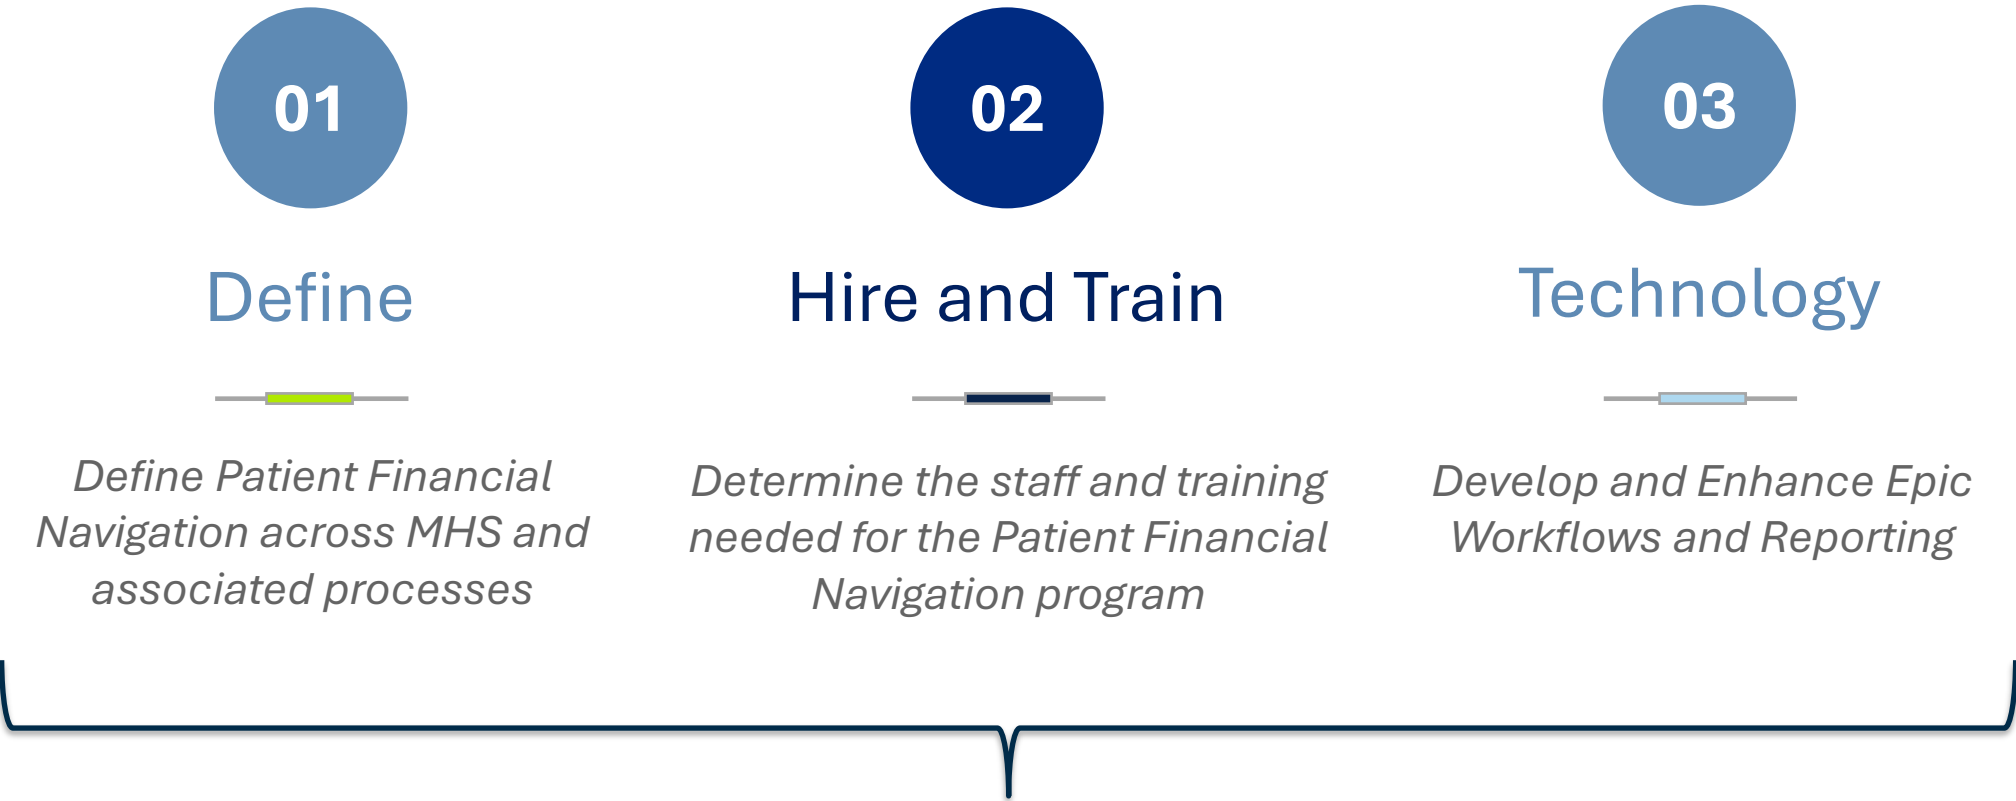 01
Define
Define Patient Financial
Navigation across MHS and
associated processes
02
Hire and Train
Determine the staff and training
needed for the Patient Financial
Navigation program
03
Technology
Develop and Enhance Epic
Workflows and Reporting